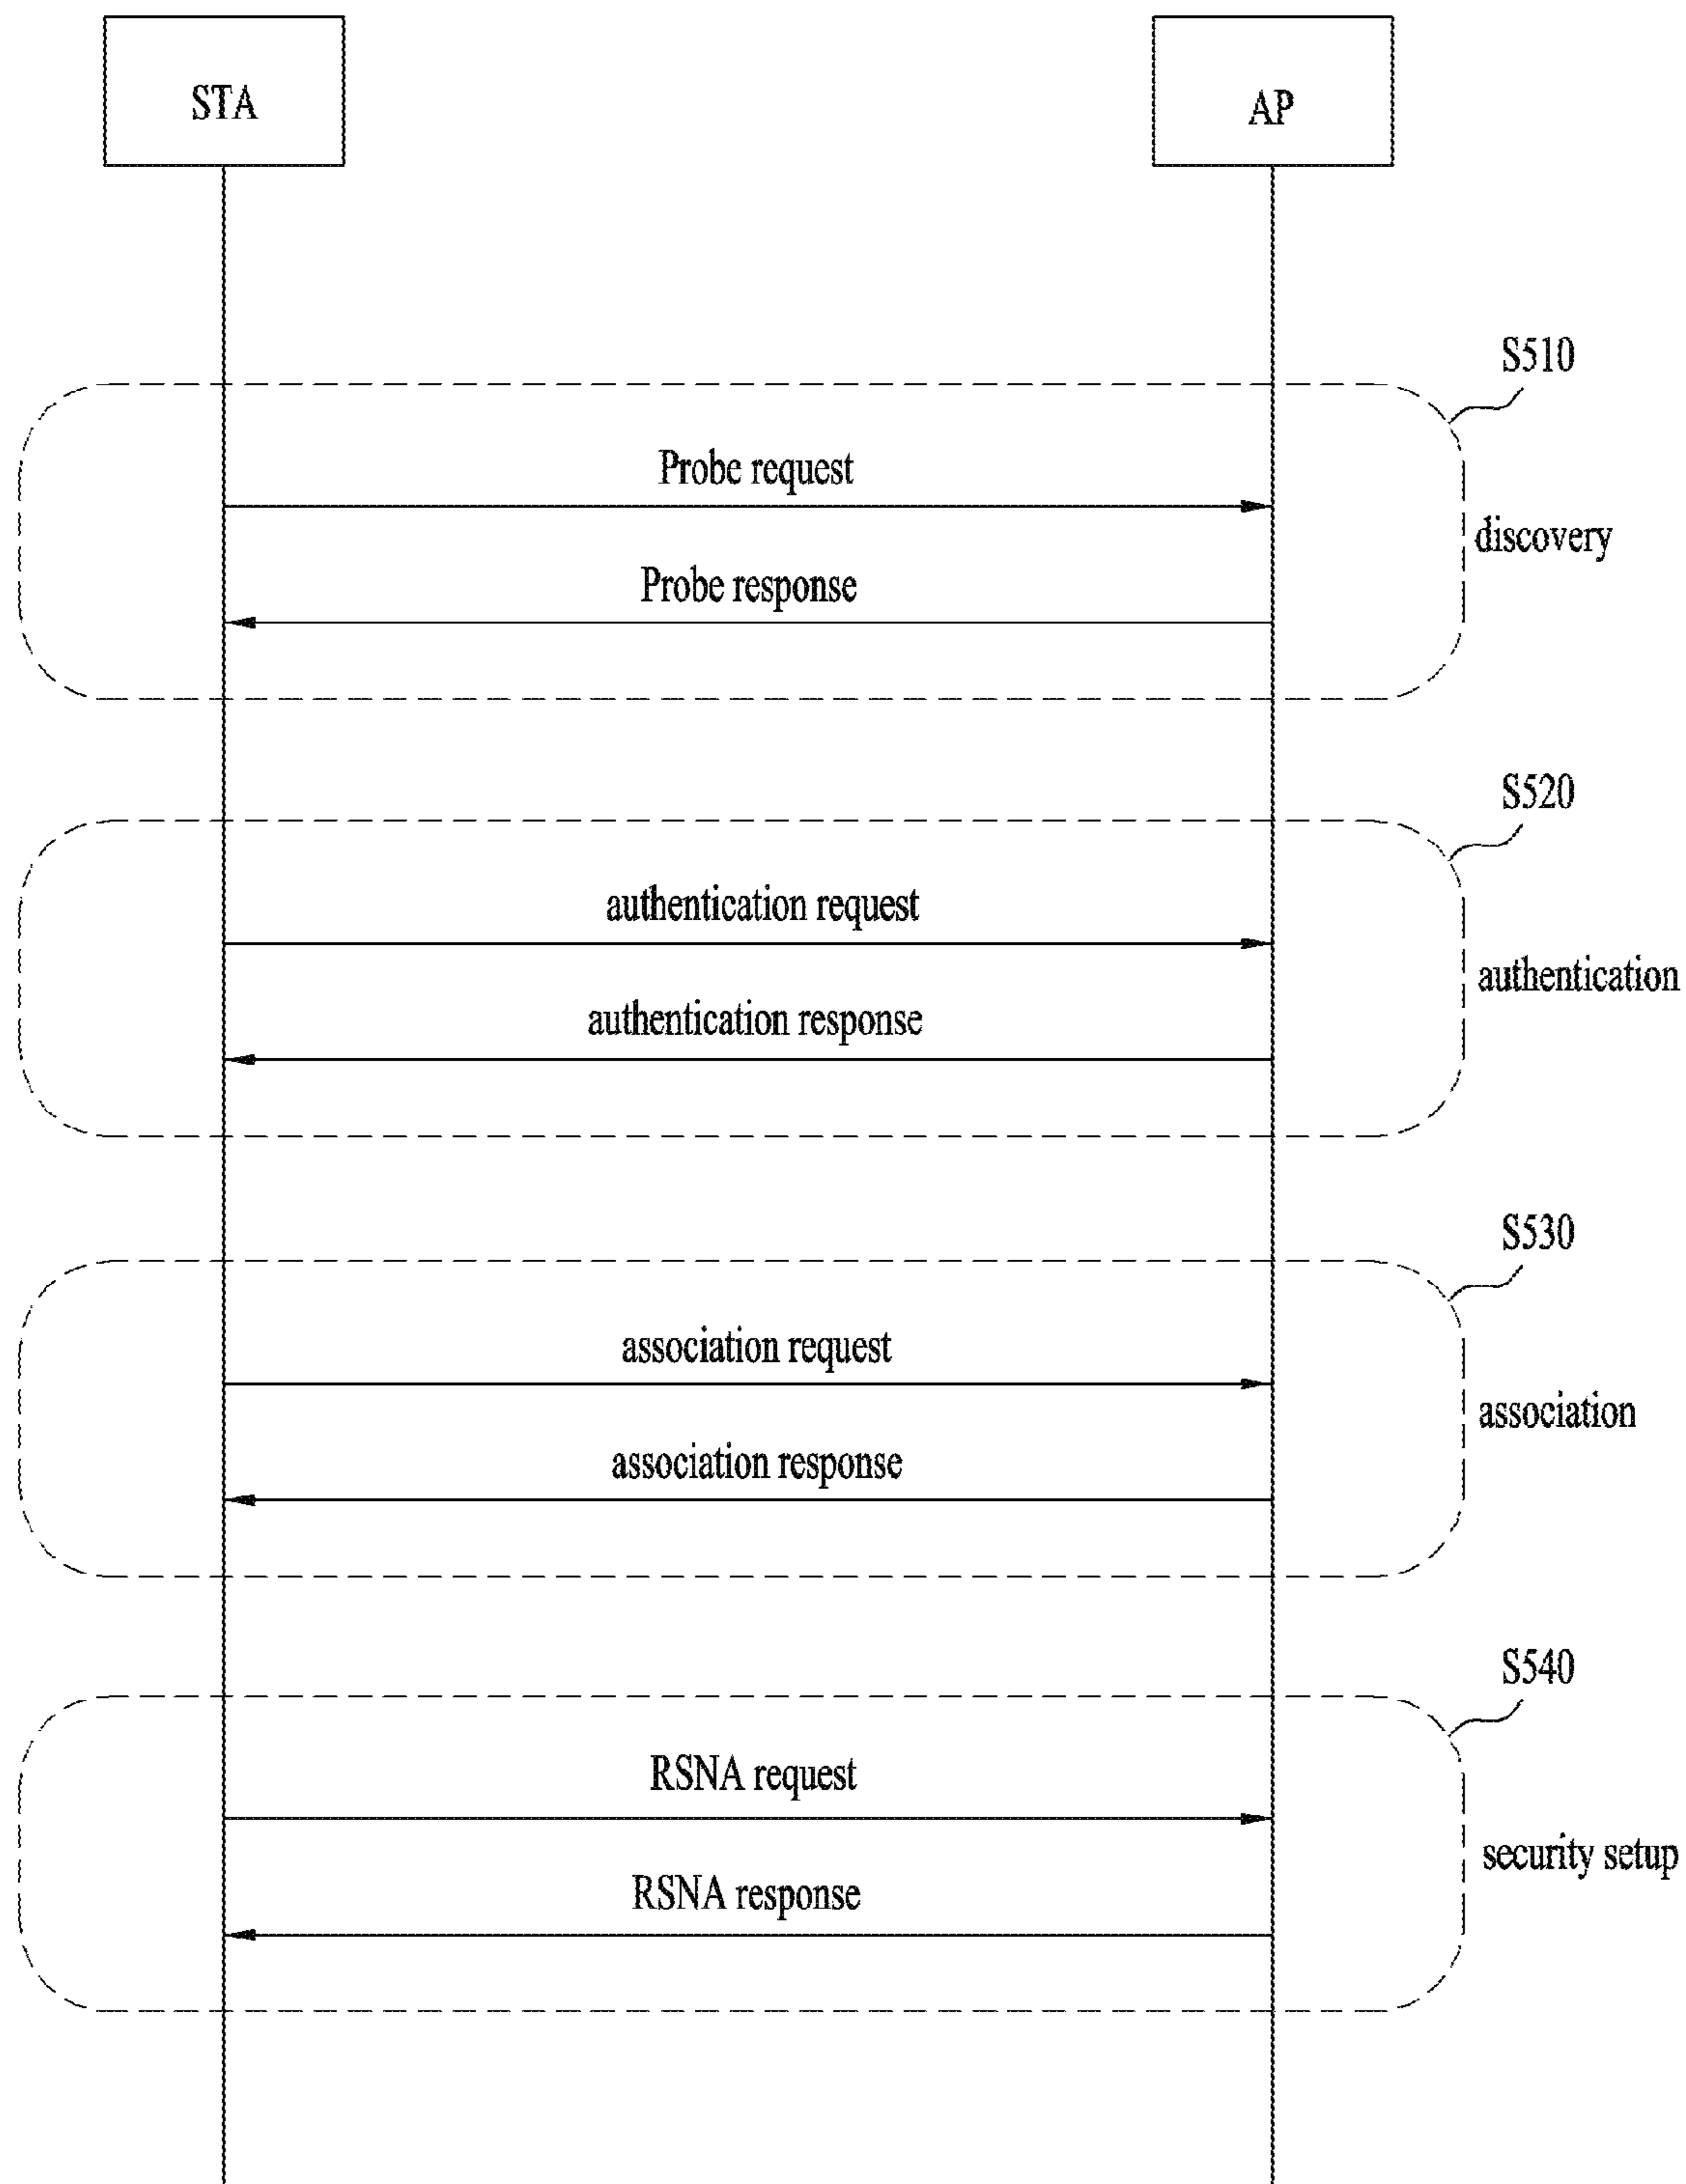 STA
AP
S510
Probe request
discovery
Probe response
S520
authentication request
authentication
authentication response
S530
association request
association
association response
S540
RSNA request
security setup
RSNA response